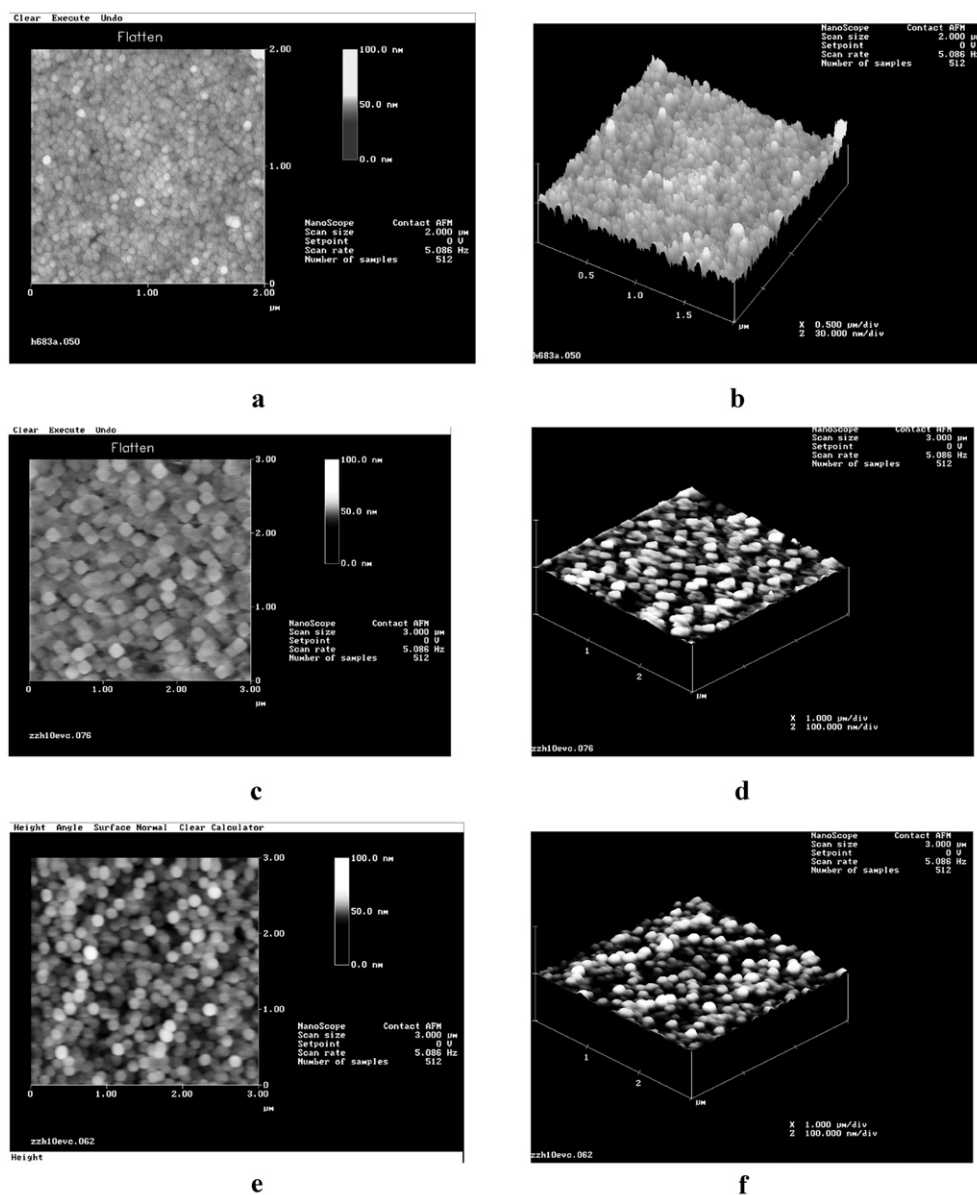 Clear Execute Undo
Flatten
2.00
1.00
0
0 1.00 2.00
µm
100.0 nm
50.0 nm
0.0 nm
NanoScope Contact AFM
Scan size 2.000 µm
Setpoint 0 V
Scan rate 5.086 Hz
Number of samples 512
h683a.050
a
NanoScope Contact AFM
Scan size 2.000 µm
Setpoint 0 V
Scan rate 5.086 Hz
Number of samples 512
0.5
1.0
1.5
µm
X 0.500 µm/div
Z 30.000 nm/div
h683a.050
b
Clear Execute Undo
Flatten
3.00
2.00
1.00
0
0 1.00 2.00 3.00
µm
100.0 nm
50.0 nm
0.0 nm
NanoScope Contact AFM
Scan size 3.000 µm
Setpoint 0 V
Scan rate 5.086 Hz
Number of samples 512
zzh10evc.076
c
NanoScope Contact AFM
Scan size 3.000 µm
Setpoint 0 V
Scan rate 5.086 Hz
Number of samples 512
1
2
µm
X 1.000 µm/div
Z 100.000 nm/div
zzh10evc.076
d
Height Angle Surface Normal Clear Calculator
3.00
2.00
1.00
0
0 1.00 2.00 3.00
µm
100.0 nm
50.0 nm
0.0 nm
NanoScope Contact AFM
Scan size 3.000 µm
Setpoint 0 V
Scan rate 5.086 Hz
Number of samples 512
zzh10evc.062
Height
e
NanoScope Contact AFM
Scan size 3.000 µm
Setpoint 0 V
Scan rate 5.086 Hz
Number of samples 512
1
2
µm
X 1.000 µm/div
Z 100.000 nm/div
zzh10evc.062
f